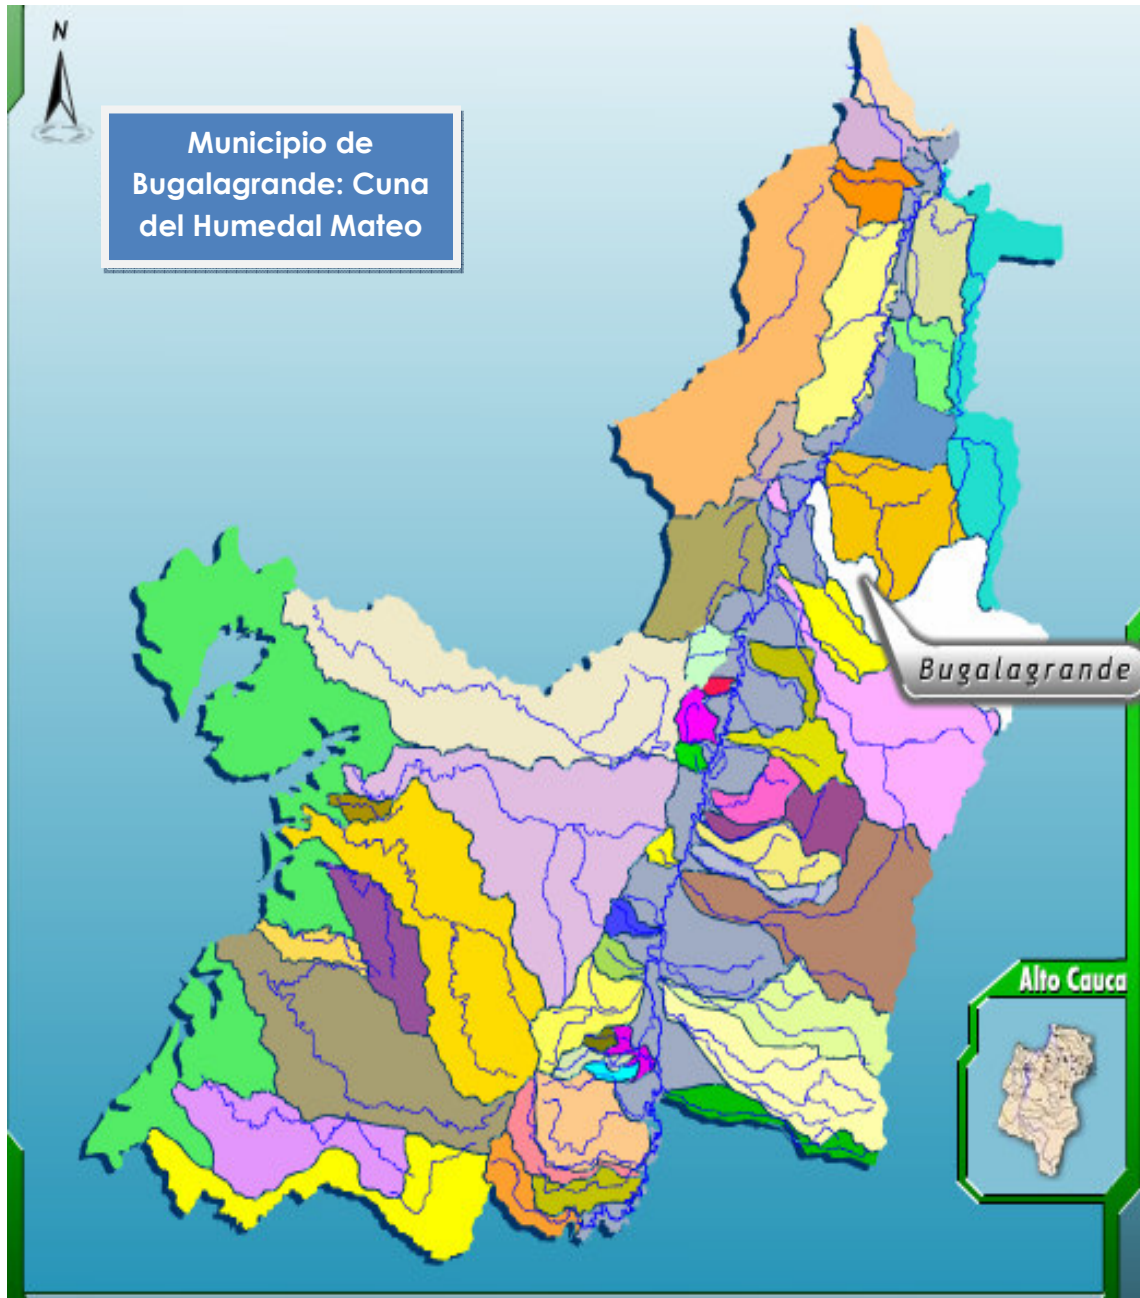 N
Municipio de
Bugalagrande: Cuna
del Humedal Mateo
Bugalagrande
Alto Cauca